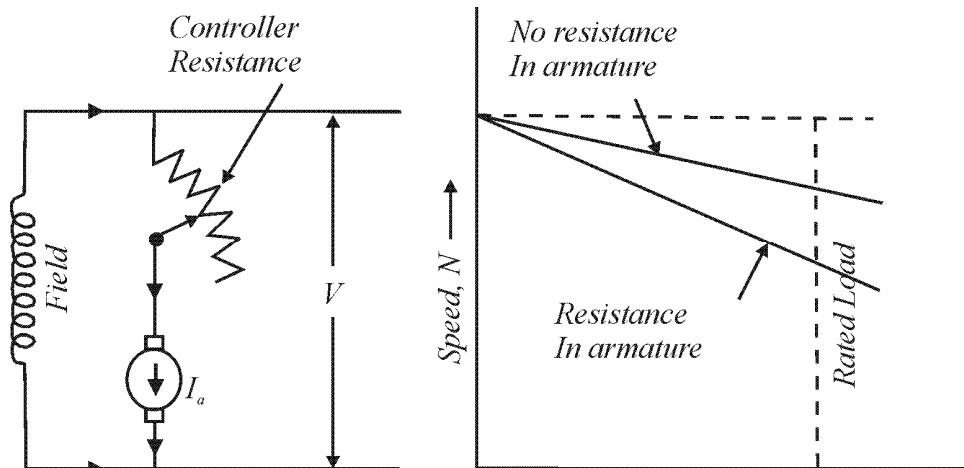 Controller
Resistance
Field
V
I_a
No resistance
In armature
Speed, N
Resistance
In armature
Rated Load